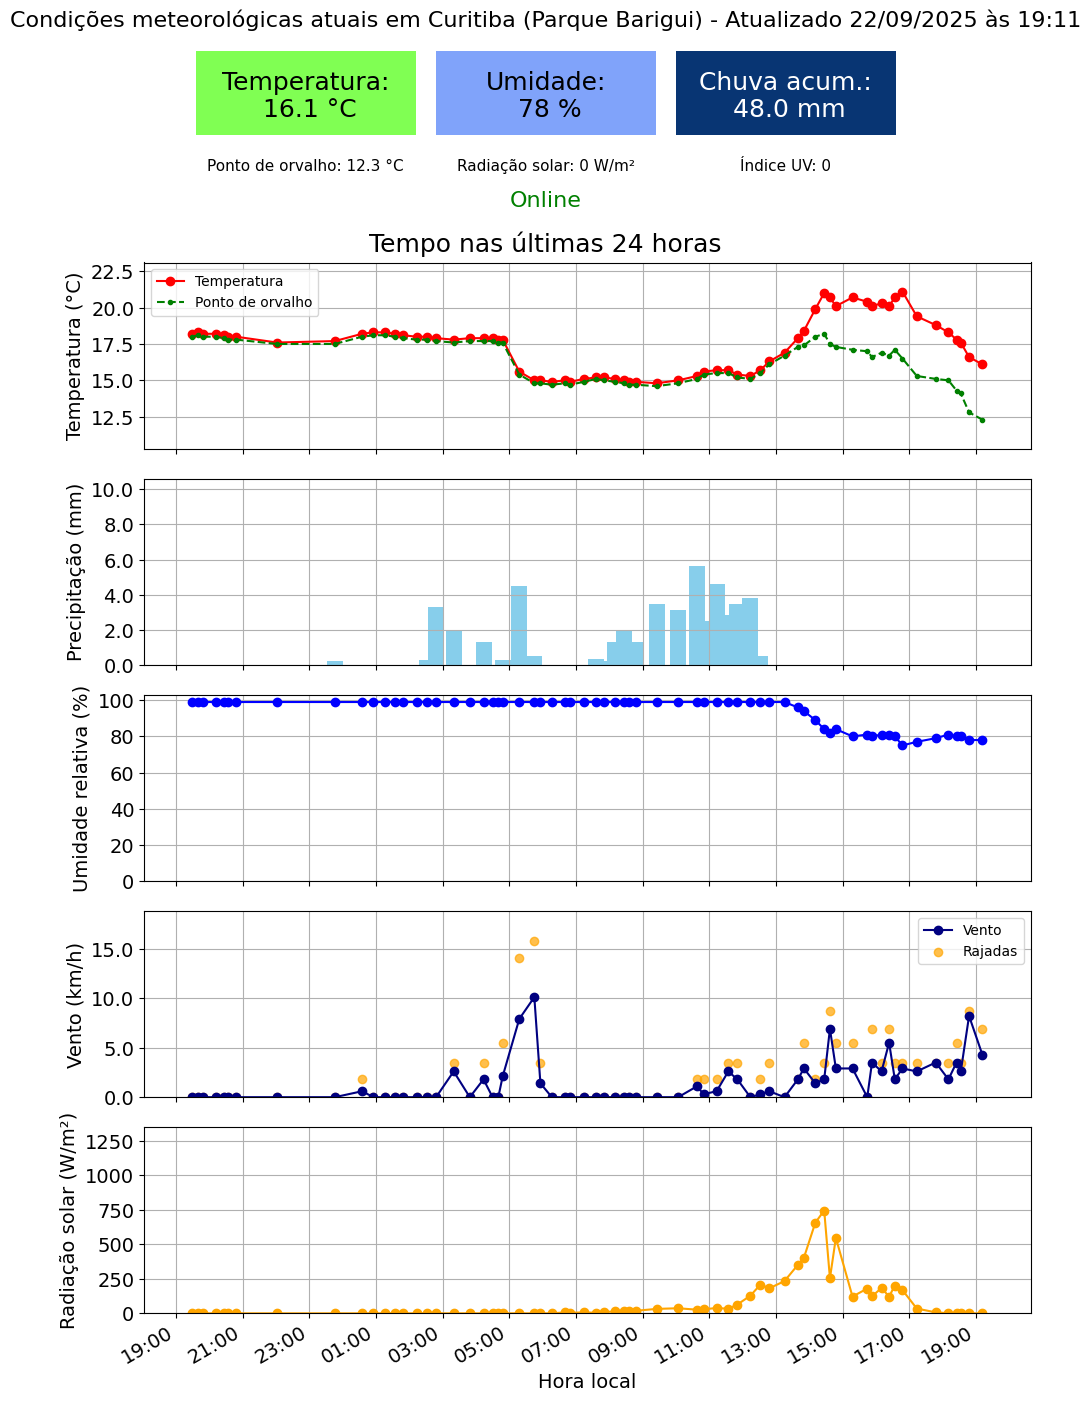 Condições meteorológicas atuais em Curitiba (Parque Barigui) - Atualizado 22/09/2025 às 19:11
Temperatura:
16.1 °C
Umidade:
78 %
Chuva acum.:
48.0 mm
Ponto de orvalho: 12.3 °C
Radiação solar: 0 W/m²
Índice UV: 0
Online
Tempo nas últimas 24 horas
Temperatura (°C)
22.5
20.0
17.5
15.0
12.5
Temperatura
Ponto de orvalho
Precipitação (mm)
10.0
8.0
6.0
4.0
2.0
0.0
Umidade relativa (%)
100
80
60
40
20
0
Vento (km/h)
15.0
10.0
5.0
0.0
Vento
Rajadas
Radiação solar (W/m²)
1250
1000
750
500
250
0
19:00
21:00
23:00
01:00
03:00
05:00
07:00
09:00
11:00
13:00
15:00
17:00
19:00
Hora local